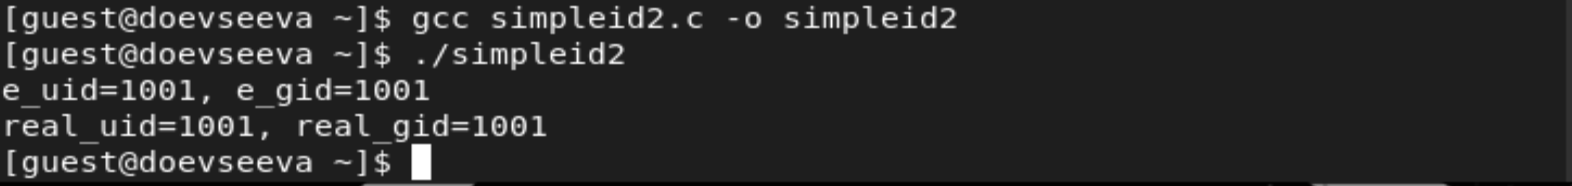 [guest@doevseeva ~]$ gcc simpleid2.c -o simpleid2
[guest@doevseeva ~]$ ./simpleid2
e_uid=1001, e_gid=1001
real_uid=1001, real_gid=1001
[guest@doevseeva ~]$